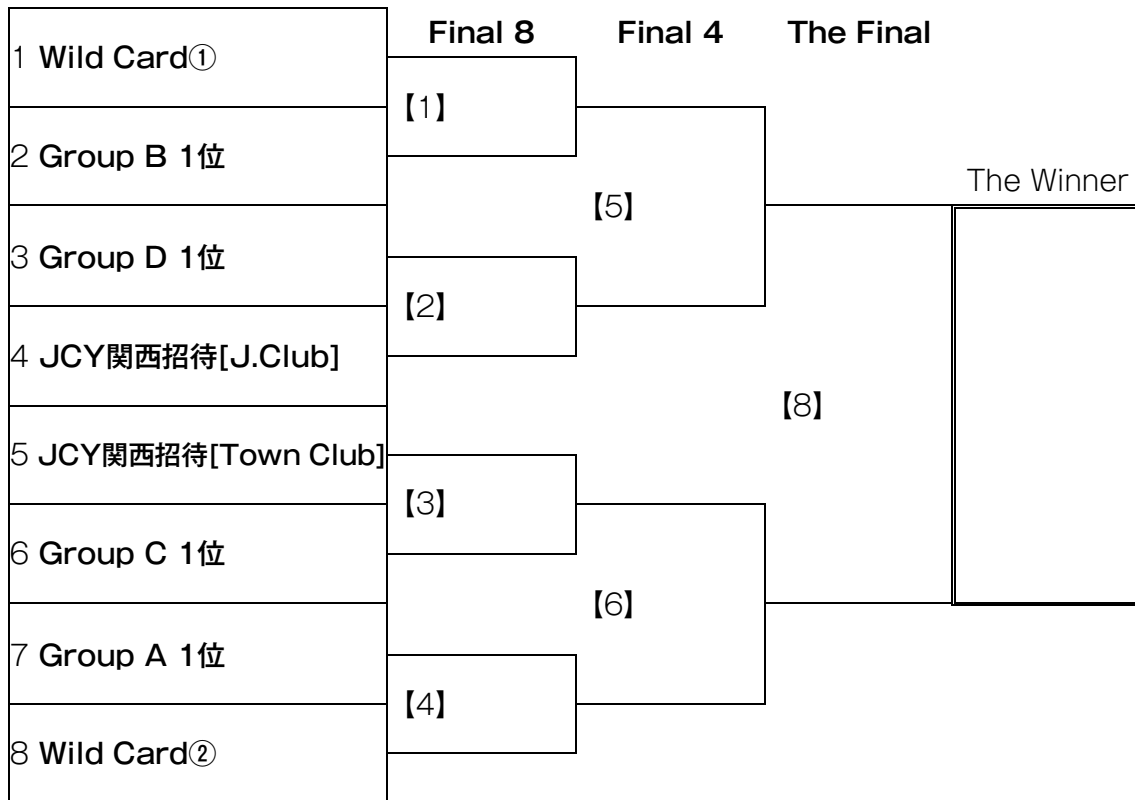 Final 8 Final 4 The Final
1 Wild Card①
【1】
2 Group B 1位
The Winner
【5】
3 Group D 1位
【2】
4 JCY関西招待[J.Club]
【8】
5 JCY関西招待[Town Club]
【3】
6 Group C 1位
【6】
7 Group A 1位
【4】
8 Wild Card②